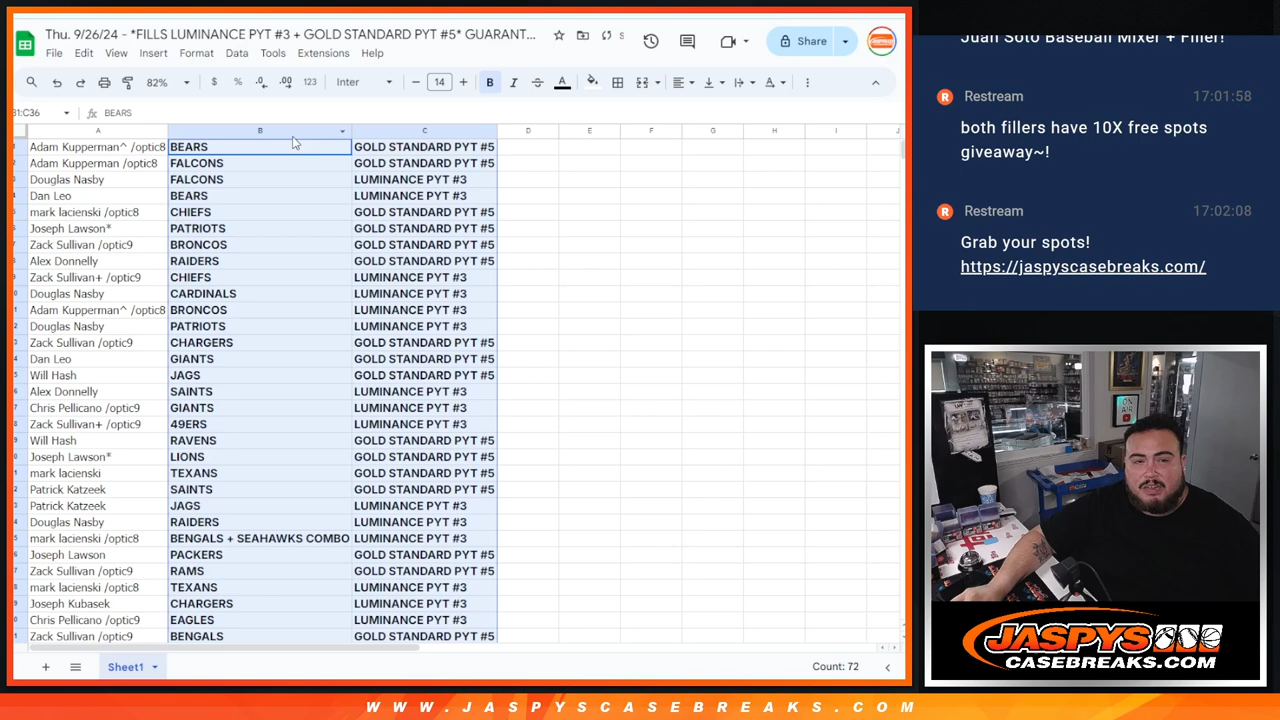 Thu. 9/26/24 - *FILLS LUMINANCE PYT #3 + GOLD STANDARD PYT #5* GUARANT...
Share
File Edit View Insert Format Data Tools Extensions Help
82% $ % .0 .00 123 Inter 14 B I A
31:C36 fx BEARS
A B C D E F G H I
Adam Kupperman^ /optic8 BEARS GOLD STANDARD PYT #5
Adam Kupperman /optic8 FALCONS GOLD STANDARD PYT #5
Douglas Nasby FALCONS LUMINANCE PYT #3
Dan Leo BEARS LUMINANCE PYT #3
mark lacienski /optic8 CHIEFS GOLD STANDARD PYT #5
Joseph Lawson* PATRIOTS GOLD STANDARD PYT #5
Zack Sullivan /optic9 BRONCOS GOLD STANDARD PYT #5
Alex Donnelly RAIDERS GOLD STANDARD PYT #5
Zack Sullivan+ /optic9 CHIEFS LUMINANCE PYT #3
Douglas Nasby CARDINALS LUMINANCE PYT #3
Adam Kupperman^ /optic8 BRONCOS LUMINANCE PYT #3
Douglas Nasby PATRIOTS LUMINANCE PYT #3
Zack Sullivan /optic9 CHARGERS GOLD STANDARD PYT #5
Dan Leo GIANTS GOLD STANDARD PYT #5
Will Hash JAGS GOLD STANDARD PYT #5
Alex Donnelly SAINTS LUMINANCE PYT #3
Chris Pellicano /optic9 GIANTS LUMINANCE PYT #3
Zack Sullivan+ /optic9 49ERS LUMINANCE PYT #3
Will Hash RAVENS GOLD STANDARD PYT #5
Joseph Lawson* LIONS GOLD STANDARD PYT #5
mark lacienski TEXANS GOLD STANDARD PYT #5
Patrick Katzeek SAINTS GOLD STANDARD PYT #5
Patrick Katzeek JAGS LUMINANCE PYT #3
Douglas Nasby RAIDERS LUMINANCE PYT #3
mark lacienski /optic8 BENGALS + SEAHAWKS COMBO LUMINANCE PYT #3
Joseph Lawson PACKERS GOLD STANDARD PYT #5
Zack Sullivan /optic9 RAMS GOLD STANDARD PYT #5
mark lacienski /optic8 TEXANS LUMINANCE PYT #3
Joseph Kubasek CHARGERS LUMINANCE PYT #3
Chris Pellicano /optic9 EAGLES LUMINANCE PYT #3
Zack Sullivan /optic9 BENGALS GOLD STANDARD PYT #5
Sheet1
Count: 72
Juan Soto Baseball Mixer + Filler!
Restream 17:01:58
both fillers have 10X free spots
giveaway~!
Restream 17:02:08
Grab your spots!
https://jaspyscasebreaks.com/
ON
AIR
JASPYS
CASEBREAKS.COM
WWW.JASPYSCASEBREAKS.COM